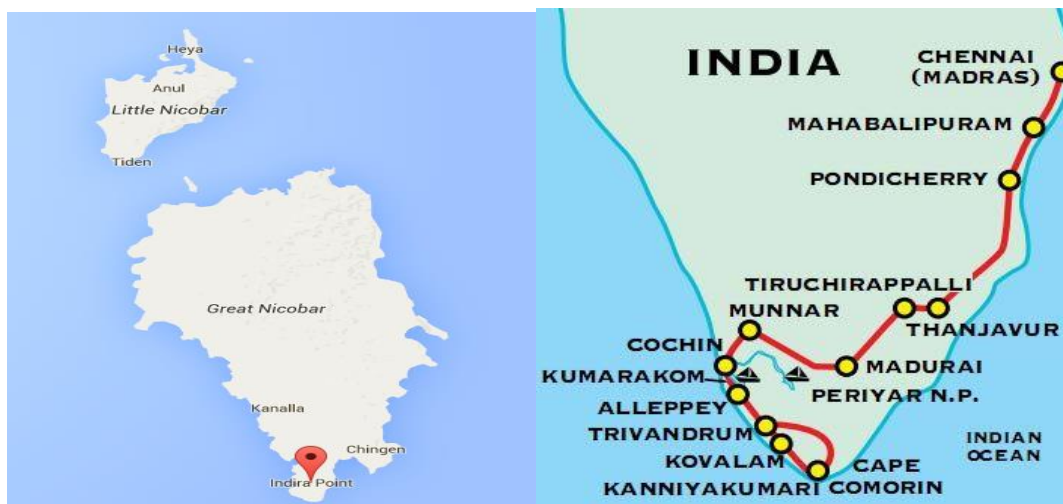 Heya
Anul
Little Nicobar
Tiden
Great Nicobar
Kanalla
Chingen
Indira Point
INDIA
CHENNAI
(MADRAS)
MAHABALIPURAM
PONDICHERRY
TIRUCHIRAPPALLI
MUNNAR
THANJAVUR
COCHIN
MADURAI
KUMARAKOM
PERIYAR N.P.
ALLEPPEY
TRIVANDRUM
INDIAN
OCEAN
KOVALAM
CAPE
KANNIYAKUMARI COMORIN